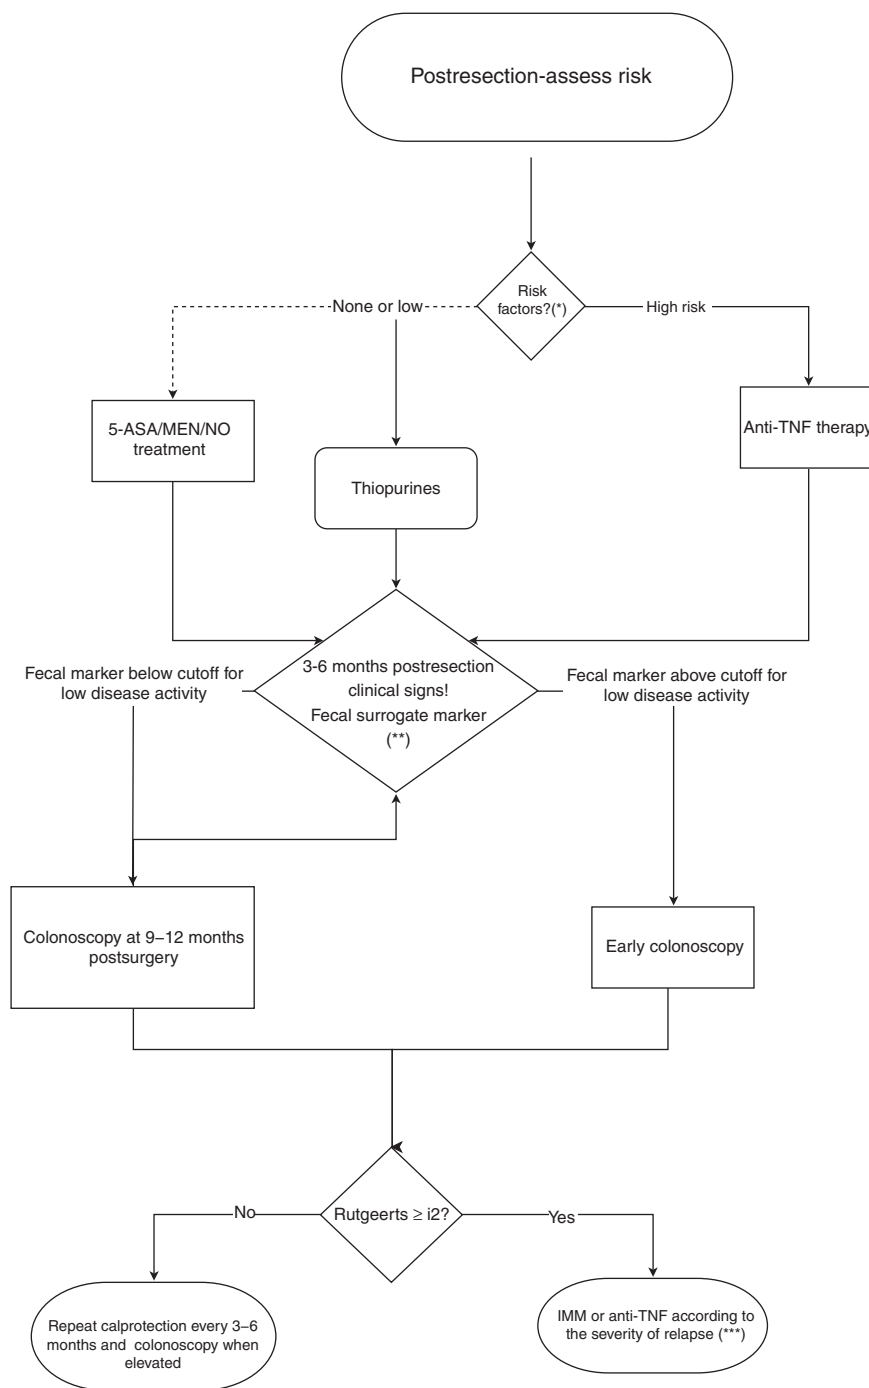 Postresection-assess risk
Risk
factors?(*)
None or low
High risk
5-ASA/MEN/NO
treatment
Anti-TNF therapy
Thiopurines
3-6 months postresection
clinical signs!
Fecal surrogate marker
(**)
Fecal marker below cutoff for
low disease activity
Fecal marker above cutoff for
low disease activity
Colonoscopy at 9–12 months
postsurgery
Early colonoscopy
Rutgeerts ≥ i2?
No
Yes
Repeat calprotection every 3–6
months and colonoscopy when
elevated
IMM or anti-TNF according to
the severity of relapse (***)